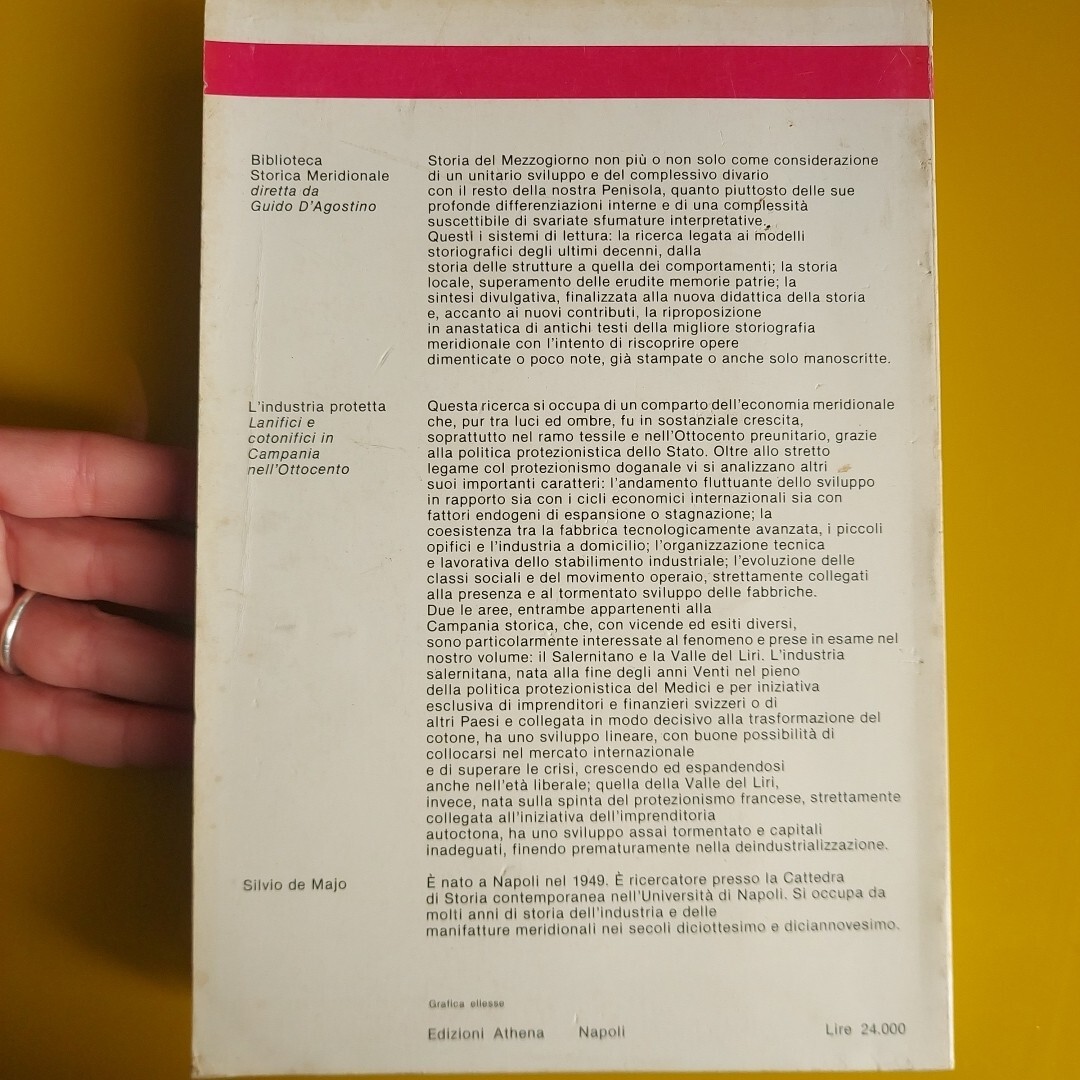 Biblioteca
Storica Meridionale
diretta da
Guido D'Agostino
Storia del Mezzogiorno non più o non solo come considerazione
di un unitario sviluppo e del complessivo divario
con il resto della nostra Penisola, quanto piuttosto delle sue
profonde differenziazioni interne e di una complessità
suscettibile di svariate sfumature interpretative.
Questi i sistemi di lettura: la ricerca legata ai modelli
storiografici degli ultimi decenni, dalla
storia delle strutture a quella dei comportamenti; la storia
locale, superamento delle erudite memorie patrie; la
sintesi divulgativa, finalizzata alla nuova didattica della storia
e, accanto ai nuovi contributi, la riproposizione
in anastatica di antichi testi della migliore storiografia
meridionale con l'intento di riscoprire opere
dimenticate o poco note, già stampate o anche solo manoscritte.
L'industria protetta
Lanifici e
cotonifici in
Campania
nell'Ottocento
Questa ricerca si occupa di un comparto dell'economia meridionale
che, pur tra luci ed ombre, fu in sostanziale crescita,
soprattutto nel ramo tessile e nell'Ottocento preunitario, grazie
alla politica protezionistica dello Stato. Oltre allo stretto
legame col protezionismo doganale vi si analizzano altri
suoi importanti caratteri: l'andamento fluttuante dello sviluppo
in rapporto sia con i cicli economici internazionali sia con
fattori endogeni di espansione o stagnazione; la
coesistenza tra la fabbrica tecnologicamente avanzata, i piccoli
opifici e l'industria a domicilio; l'organizzazione tecnica
e lavorativa dello stabilimento industriale; l'evoluzione delle
classi sociali e del movimento operaio, strettamente collegati
alla presenza e al tormentato sviluppo delle fabbriche.
Due le aree, entrambe appartenenti alla
Campania storica, che, con vicende ed esiti diversi,
sono particolarmente interessate al fenomeno e prese in esame nel
nostro volume: il Salernitano e la Valle del Liri. L'industria
salernitana, nata alla fine degli anni Venti nel pieno
della politica protezionistica del Medici e per iniziativa
esclusiva di imprenditori e finanzieri svizzeri o di
altri Paesi e collegata in modo decisivo alla trasformazione del
cotone, ha uno sviluppo lineare, con buone possibilità di
collocarsi nel mercato internazionale
e di superare le crisi, crescendo ed espandendosi
anche nell'età liberale; quella della Valle del Liri,
invece, nata sulla spinta del protezionismo francese, strettamente
collegata all'iniziativa dell'imprenditoria
autoctona, ha uno sviluppo assai tormentato e capitali
inadeguati, finendo prematuramente nella deindustrializzazione.
Silvio de Majo
È nato a Napoli nel 1949. È ricercatore presso la Cattedra
di Storia contemporanea nell'Università di Napoli. Si occupa da
molti anni di storia dell'industria e delle
manifatture meridionali nei secoli diciottesimo e diciannovesimo.
Grafica ellesse
Edizioni Athena Napoli Lire 24.000